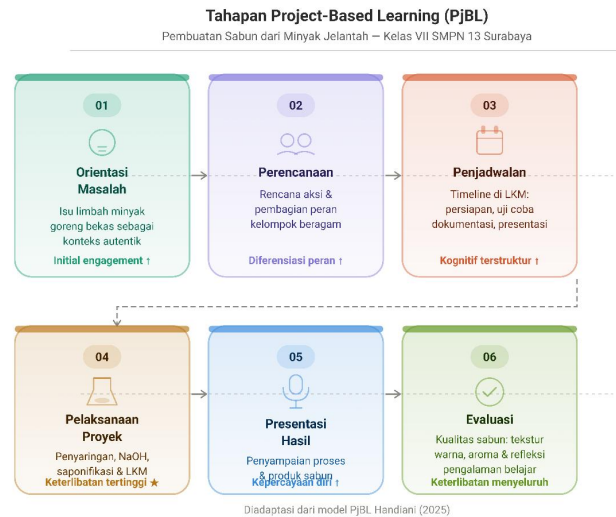 Tahapan Project-Based Learning (PjBL)
Pembuatan Sabun dari Minyak Jelantah — Kelas VII SMPN 13 Surabaya
01
Orientasi
Masalah
Isu limbah minyak
goreng bekas sebagai
konteks autentik
Initial engagement ↑
02
Perencanaan
Rencana aksi &
pembagian peran
kelompok beragam
Diferensiasi peran ↑
03
Penjadwalan
Timeline di LKM:
persiapan, uji coba
dokumentasi, presentasi
Kognitif terstruktur ↑
04
Pelaksanaan
Proyek
Penyaringan, NaOH,
saponifikasi & LKM
Keterlibatan tertinggi ★
05
Presentasi
Hasil
Penyampaian proses
& produk sabun
Kepercayaan diri ↑
06
Evaluasi
Kualitas sabun: tekstur
warna, aroma & refleksi
pengalaman belajar
Keterlibatan menyeluruh
Diadaptasi dari model PjBL Handiani (2025)